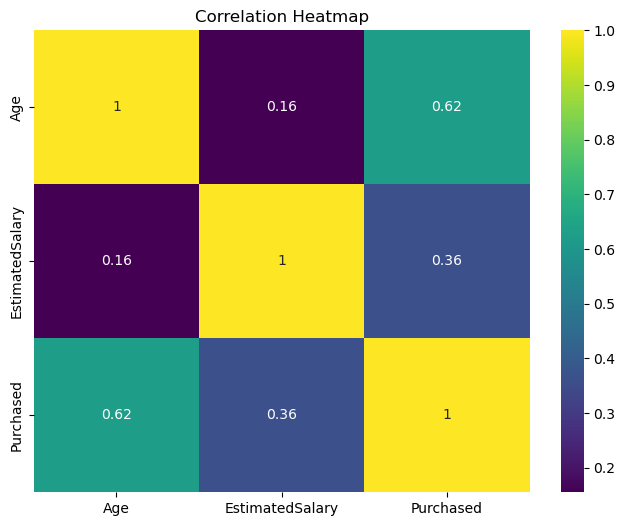 Correlation Heatmap
Age
1
0.16
0.62
EstimatedSalary
0.16
1
0.36
Purchased
0.62
0.36
1
Age
EstimatedSalary
Purchased
1.0
0.9
0.8
0.7
0.6
0.5
0.4
0.3
0.2